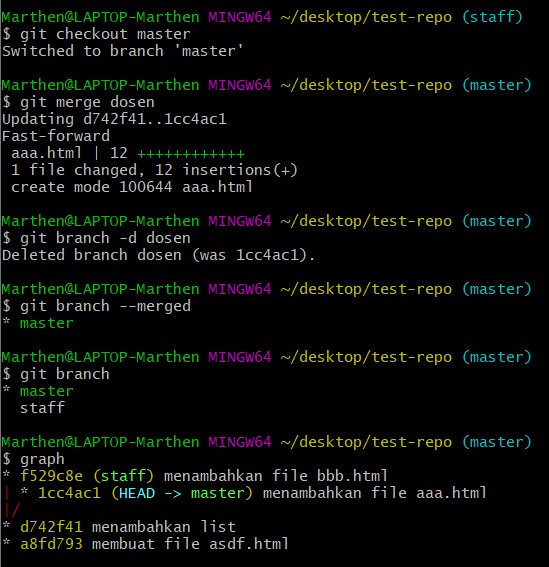 Marthen@LAPTOP-Marthen MINGW64 ~/desktop/test-repo (staff)
$ git checkout master
Switched to branch 'master'

Marthen@LAPTOP-Marthen MINGW64 ~/desktop/test-repo (master)
$ git merge dosen
Updating d742f41..1cc4ac1
Fast-forward
 aaa.html | 12 ++++++++++++
 1 file changed, 12 insertions(+)
 create mode 100644 aaa.html

Marthen@LAPTOP-Marthen MINGW64 ~/desktop/test-repo (master)
$ git branch -d dosen
Deleted branch dosen (was 1cc4ac1).

Marthen@LAPTOP-Marthen MINGW64 ~/desktop/test-repo (master)
$ git branch --merged
* master

Marthen@LAPTOP-Marthen MINGW64 ~/desktop/test-repo (master)
$ git branch
* master
  staff

Marthen@LAPTOP-Marthen MINGW64 ~/desktop/test-repo (master)
$ graph
* f529c8e (staff) menambahkan file bbb.html
| * 1cc4ac1 (HEAD -> master) menambahkan file aaa.html
|/
* d742f41 menambahkan list
* a8fd793 membuat file asdf.html